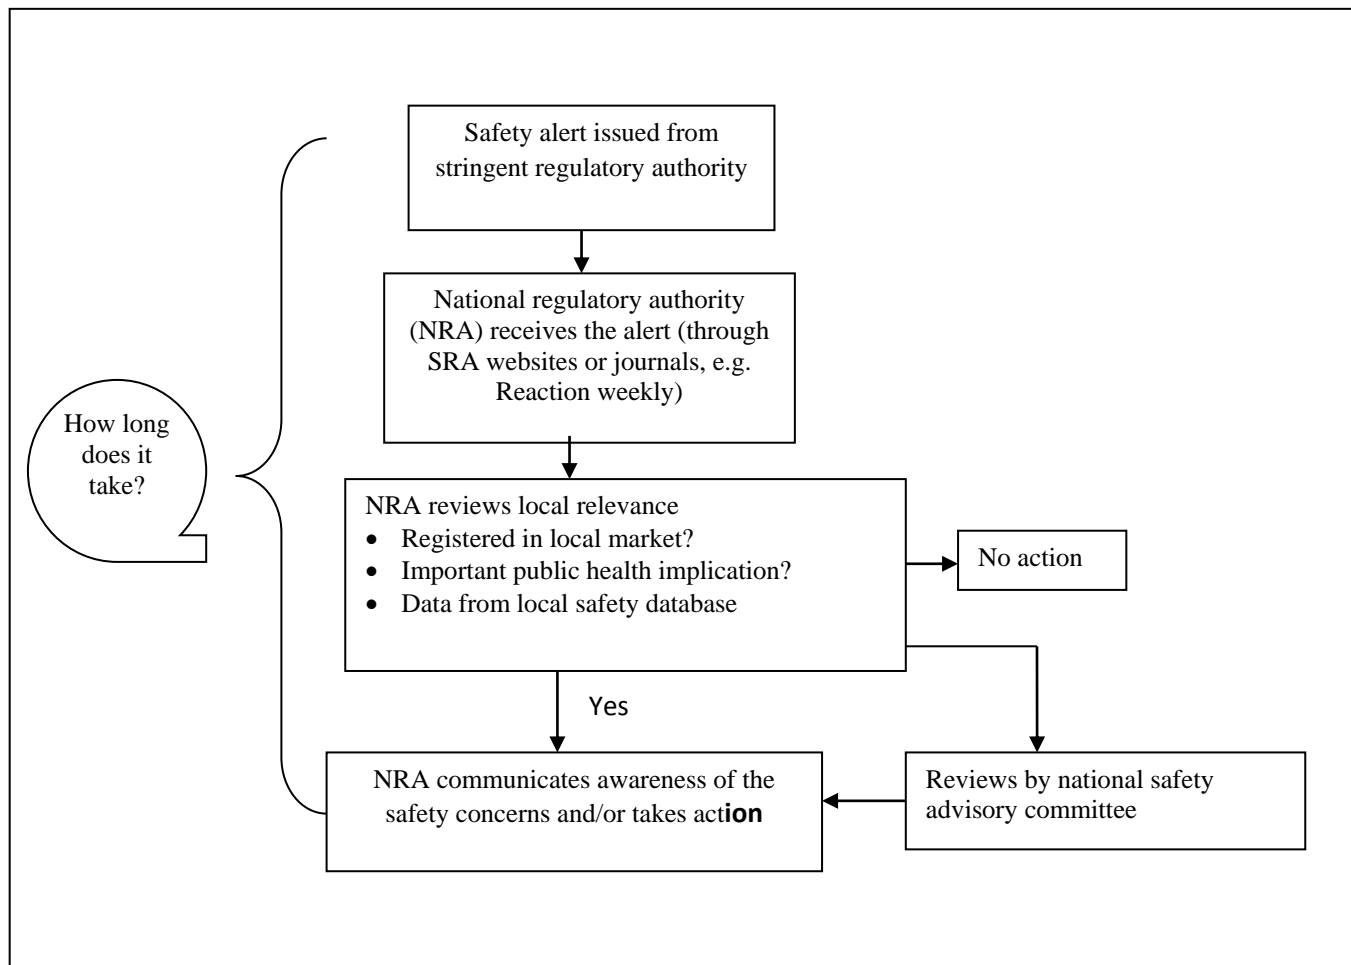 Safety alert issued from
stringent regulatory authority
National regulatory authority
(NRA) receives the alert (through
SRA websites or journals, e.g.
Reaction weekly)
How long
does it
take?
NRA reviews local relevance
• Registered in local market?
• Important public health implication?
• Data from local safety database
No action
Yes
NRA communicates awareness of the
safety concerns and/or takes action
Reviews by national safety
advisory committee